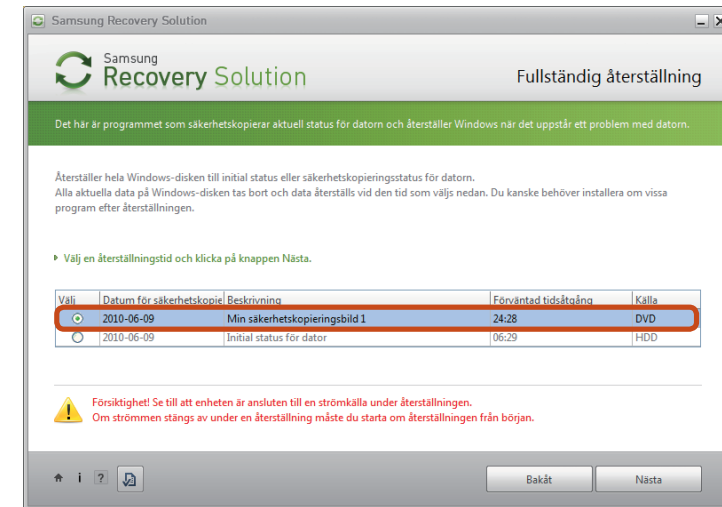 Samsung Recovery Solution
Samsung
Recovery Solution
Fullständig återställning
Det här är programmet som säkerhetskopierar aktuell status för datorn och återställer Windows när det uppstår ett problem med datorn.
Återställer hela Windows-disken till initial status eller säkerhetskopieringsstatus för datorn.
Alla aktuella data på Windows-disken tas bort och data återställs vid den tid som väljs nedan. Du kanske behöver installera om vissa
program efter återställningen.
Välj en återställningstid och klicka på knappen Nästa.
Välj Datum för säkerhetskopie Beskrivning Förväntad tidsåtgång Källa
2010-06-09 Min säkerhetskopieringsbild 1 24:28 DVD
2010-06-09 Initial status för dator 06:29 HDD
Försiktighet! Se till att enheten är ansluten till en strömkälla under återställningen.
Om strömmen stängs av under en återställning måste du starta om återställningen från början.
i ? Bakåt Nästa